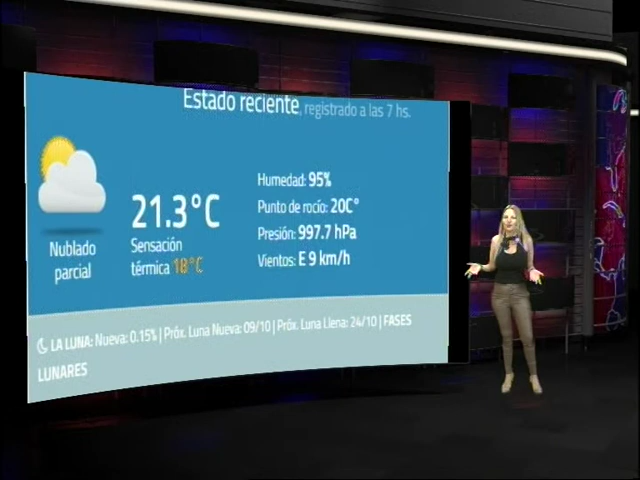 Estado reciente, registrado a las 7 hs.
21.3°C
Sensación
térmica 18°C
Nublado
parcial
Humedad: 95%
Punto de rocío: 20C°
Presión: 997.7 hPa
Vientos: E 9 km/h
LA LUNA: Nueva: 0.15% | Próx. Luna Nueva: 09/10 | Próx. Luna Llena: 24/10 | FASES
LUNARES